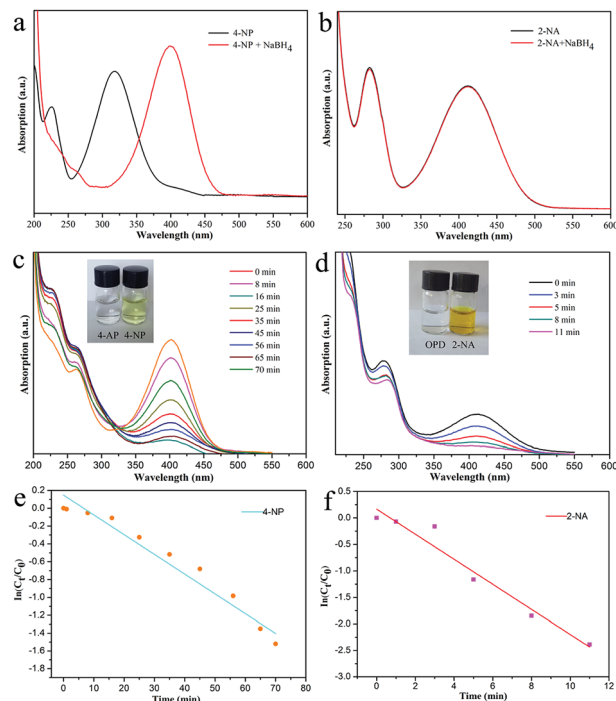 a
4-NP
4-NP + NaBH4
Absorption (a.u.)
200 250 300 350 400 450 500 550 600
Wavelength (nm)
b
2-NA
2-NA+NaBH4
Absorption (a.u.)
250 300 350 400 450 500 550 600
Wavelength (nm)
c
4-AP 4-NP
0 min
8 min
16 min
25 min
35 min
45 min
56 min
65 min
70 min
Absorption (a.u.)
200 250 300 350 400 450 500 550 600
Wavelength (nm)
d
OPD 2-NA
0 min
3 min
5 min
8 min
11 min
Absorption (a.u.)
250 300 350 400 450 500 550 600
Wavelength (nm)
e
4-NP
ln(Ct/C0)
0.2
0.0
-0.2
-0.4
-0.6
-0.8
-1.0
-1.2
-1.4
-1.6
-1.8
0 10 20 30 40 50 60 70 80
Time (min)
f
2-NA
ln(Ct/C0)
0.5
0.0
-0.5
-1.0
-1.5
-2.0
-2.5
-3.0
0 2 4 6 8 10 12
Time (min)